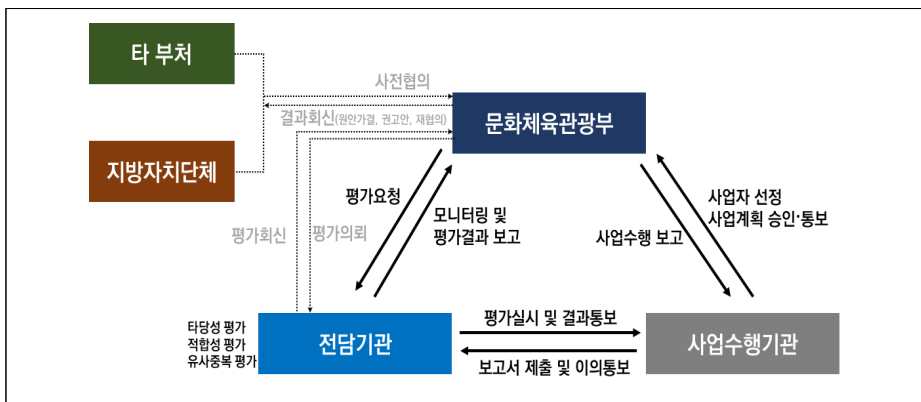 타 부처
사전협의
결과회신(원안가결, 권고안, 재협의)
문화체육관광부
지방자치단체
평가요청
모니터링 및
평가결과 보고
사업자 선정
사업계획 승인·통보
평가회신
평가의뢰
사업수행 보고
타당성 평가
적합성 평가
유사중복 평가
전담기관
평가실시 및 결과통보
보고서 제출 및 이의통보
사업수행기관